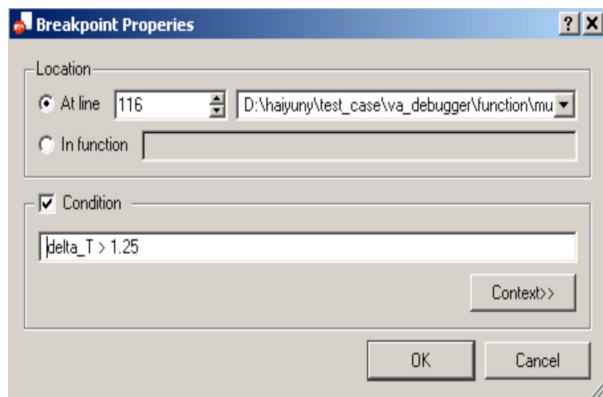 Breakpoint Properies
Location
At line 116 D:\haiyuny\test_case\va_debugger\function\mu
In function
Condition
delta_T > 1.25
Context>>
OK Cancel